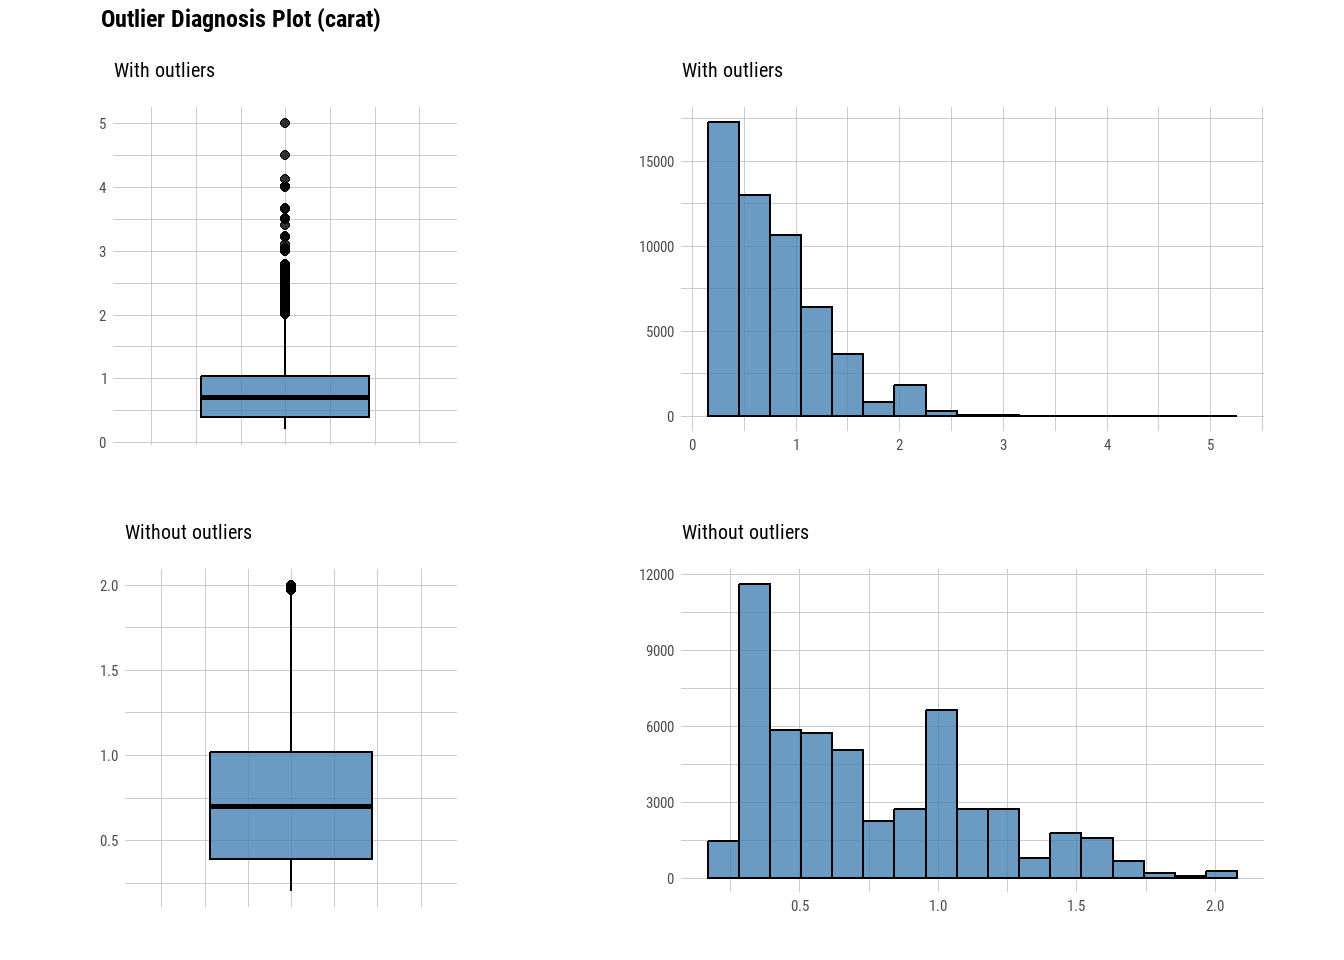 Outlier Diagnosis Plot (carat)
With outliers
5
4
3
2
1
0
With outliers
15000
10000
5000
0
0 1 2 3 4 5
Without outliers
2.0
1.5
1.0
0.5
Without outliers
12000
9000
6000
3000
0
0.5 1.0 1.5 2.0